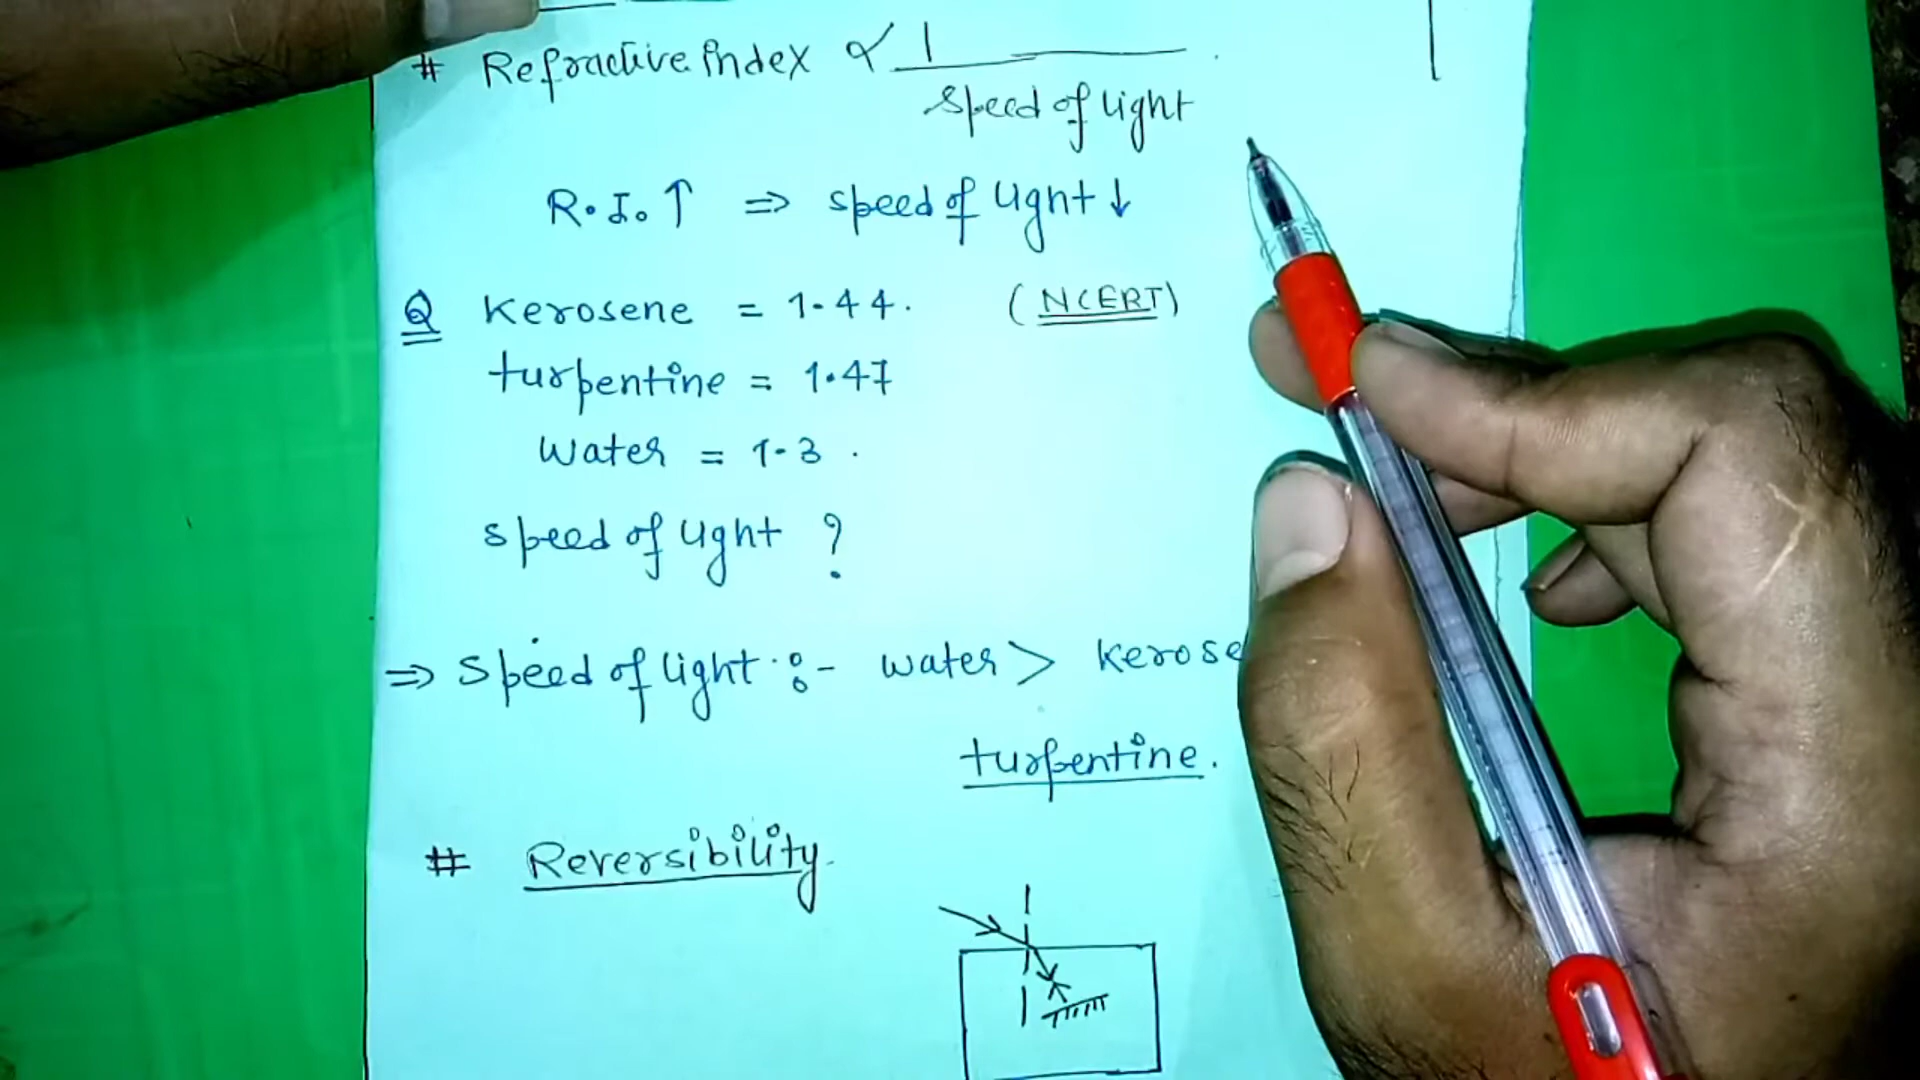 # Refractive index ∝ 1
speed of light
R.I. ↑ ⇒ speed of light ↓
Q Kerosene = 1.44. (NCERT)
turpentine = 1.47
water = 1.3.
speed of light ?
⇒ Speed of light :- water > kerose
turpentine.
# Reversibility.